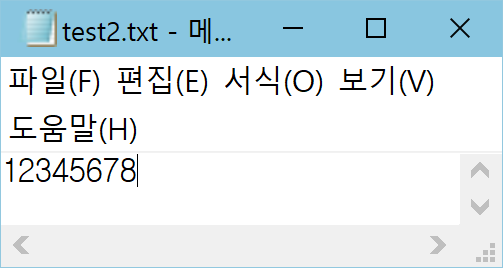 test2.txt - 메...
파일(F) 편집(E) 서식(O) 보기(V)
도움말(H)
12345678